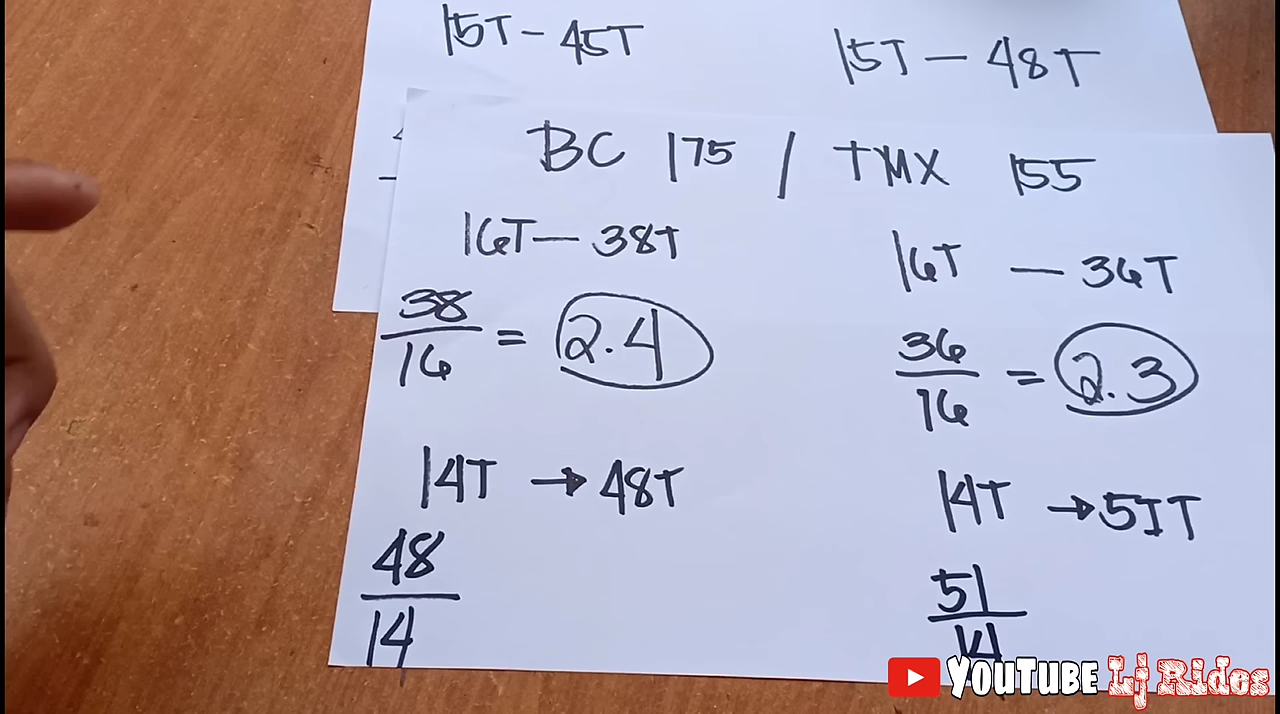 15T - 45T 15T - 48T
BC 175 / TMX 155
16T - 38T 16T - 36T
38/16 = 2.4 36/16 = 2.3
14T → 48T 14T → 51T
48/14 51/14
YouTube Lj Rides